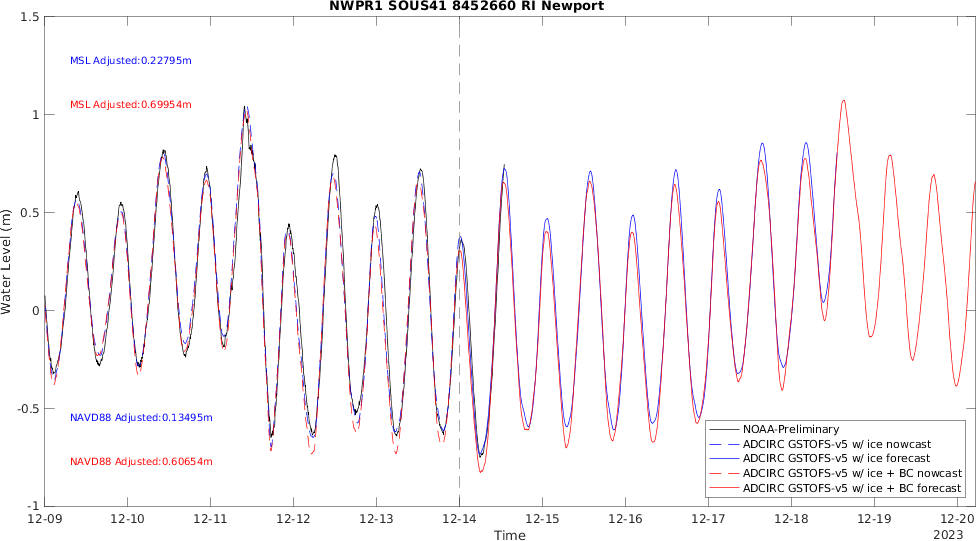 NWPR1 SOUS41 8452660 RI Newport
1.5
MSL Adjusted:0.22795m
MSL Adjusted:0.69954m
1
0.5
Water Level (m)
0
-0.5
NAVD88 Adjusted:0.13495m
NAVD88 Adjusted:0.60654m
NOAA-Preliminary
ADCIRC GSTOFS-v5 w/ ice nowcast
ADCIRC GSTOFS-v5 w/ ice forecast
ADCIRC GSTOFS-v5 w/ ice + BC nowcast
ADCIRC GSTOFS-v5 w/ ice + BC forecast
-1
12-09 12-10 12-11 12-12 12-13 12-14 12-15 12-16 12-17 12-18 12-19 12-20
Time 2023